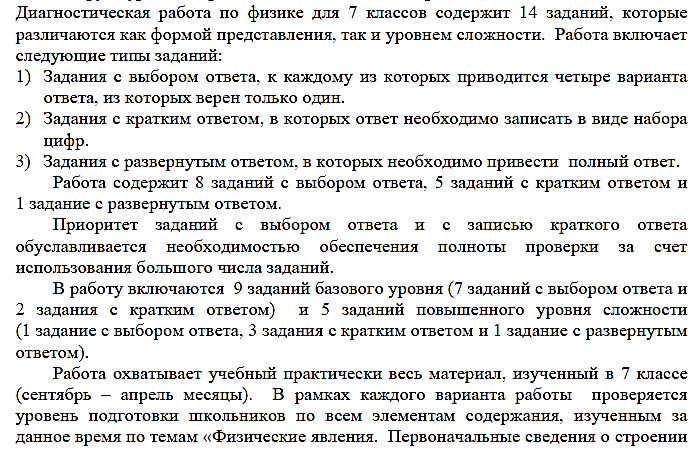 Диагностическая работа по физике для 7 классов содержит 14 заданий, которые
различаются как формой представления, так и уровнем сложности. Работа включает
следующие типы заданий:
1) Задания с выбором ответа, к каждому из которых приводится четыре варианта
ответа, из которых верен только один.
2) Задания с кратким ответом, в которых ответ необходимо записать в виде набора
цифр.
3) Задания с развернутым ответом, в которых необходимо привести полный ответ.
Работа содержит 8 заданий с выбором ответа, 5 заданий с кратким ответом и
1 задание с развернутым ответом.
Приоритет заданий с выбором ответа и с записью краткого ответа
обуславливается необходимостью обеспечения полноты проверки за счет
использования большого числа заданий.
В работу включаются 9 заданий базового уровня (7 заданий с выбором ответа и
2 задания с кратким ответом) и 5 заданий повышенного уровня сложности
(1 задание с выбором ответа, 3 задания с кратким ответом и 1 задание с развернутым
ответом).
Работа охватывает учебный практически весь материал, изученный в 7 классе
(сентябрь – апрель месяцы). В рамках каждого варианта работы проверяется
уровень подготовки школьников по всем элементам содержания, изученным за
данное время по темам «Физические явления. Первоначальные сведения о строении